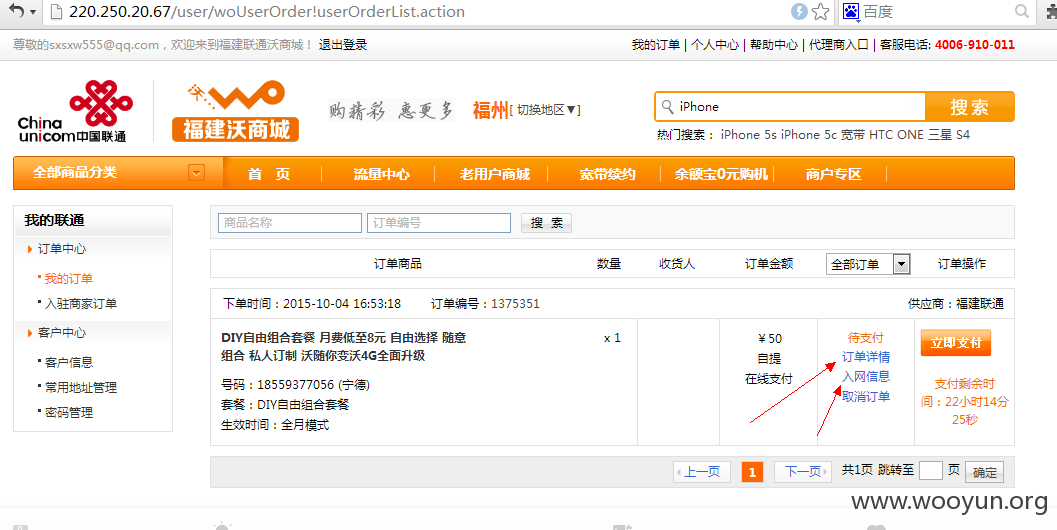 220.250.20.67/user/woUserOrder!userOrderList.action
百度
尊敬的sxsxw555@qq.com，欢迎来到福建联通沃商城！ 退出登录
我的订单 | 个人中心 | 帮助中心 | 代理商入口 | 客服电话: 4006-910-011
China unicom中国联通
沃 WO
福建沃商城
购精彩 惠更多
福州[ 切换地区▼]
iPhone
搜索
热门搜索： iPhone 5s iPhone 5c 宽带 HTC ONE 三星 S4
全部商品分类
首 页
流量中心
老用户商城
宽带续约
余额宝0元购机
商户专区
我的联通
订单中心
我的订单
入驻商家订单
客户中心
客户信息
常用地址管理
密码管理
商品名称
订单编号
搜 索
订单商品
数量
收货人
订单金额
全部订单
订单操作
下单时间：2015-10-04 16:53:18
订单编号：1375351
供应商：福建联通
DIY自由组合套餐 月费低至8元 自由选择 随意
组合 私人订制 沃随你变沃4G全面升级
号码：18559377056 (宁德)
套餐：DIY自由组合套餐
生效时间：全月模式
x 1
￥50
自提
在线支付
待支付
订单详情
入网信息
取消订单
立即支付
支付剩余时
间：22小时14分
25秒
上一页
1
下一页
共1页 跳转至
页
确定
www.wooyun.org